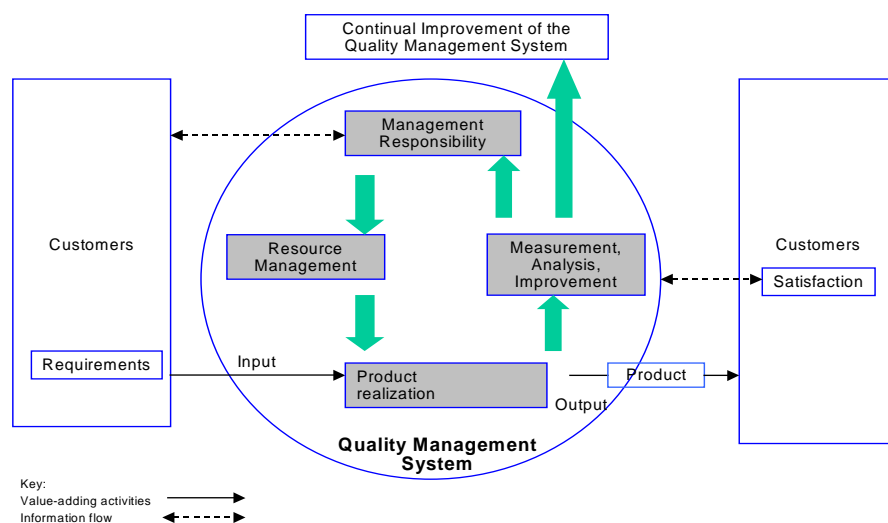 Continual Improvement of the
Quality Management System
Management
Responsibility
Customers
Resource
Management
Measurement,
Analysis,
Improvement
Customers
Satisfaction
Requirements
Input
Product
realization
Output
Product
Quality Management
System
Key:
Value-adding activities
Information flow